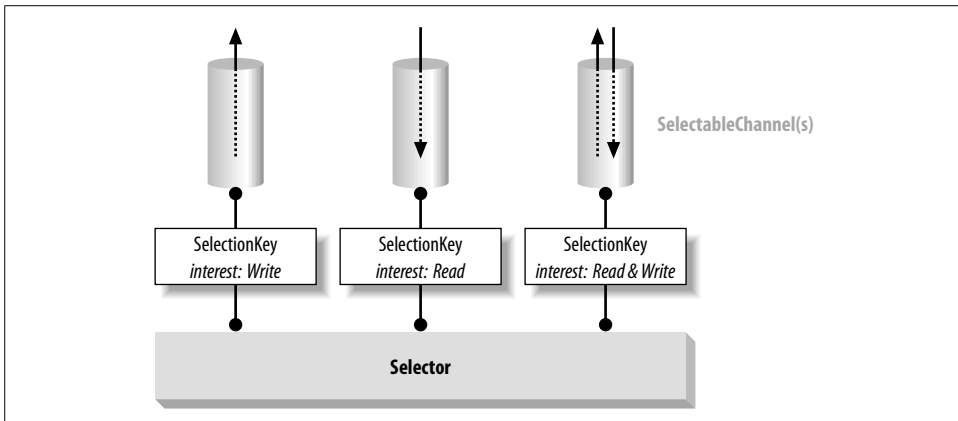 SelectableChannel(s)
SelectionKey
interest: Write
SelectionKey
interest: Read
SelectionKey
interest: Read & Write
Selector